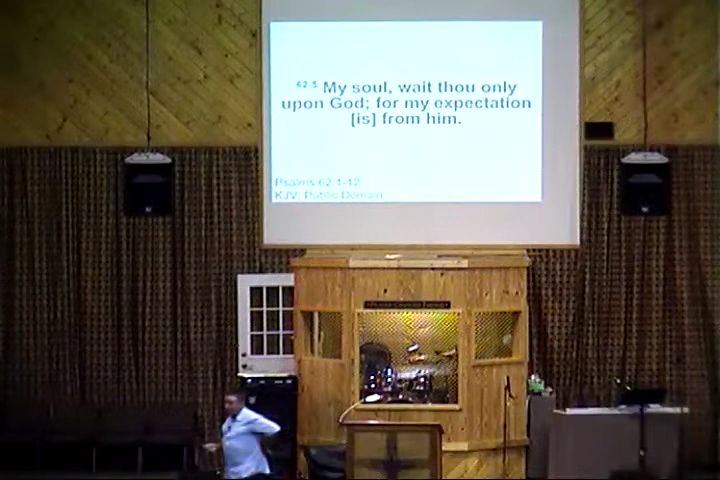 62:5 My soul, wait thou only
upon God; for my expectation
[is] from him.
Psalms 62:1-12
KJV, Public Domain